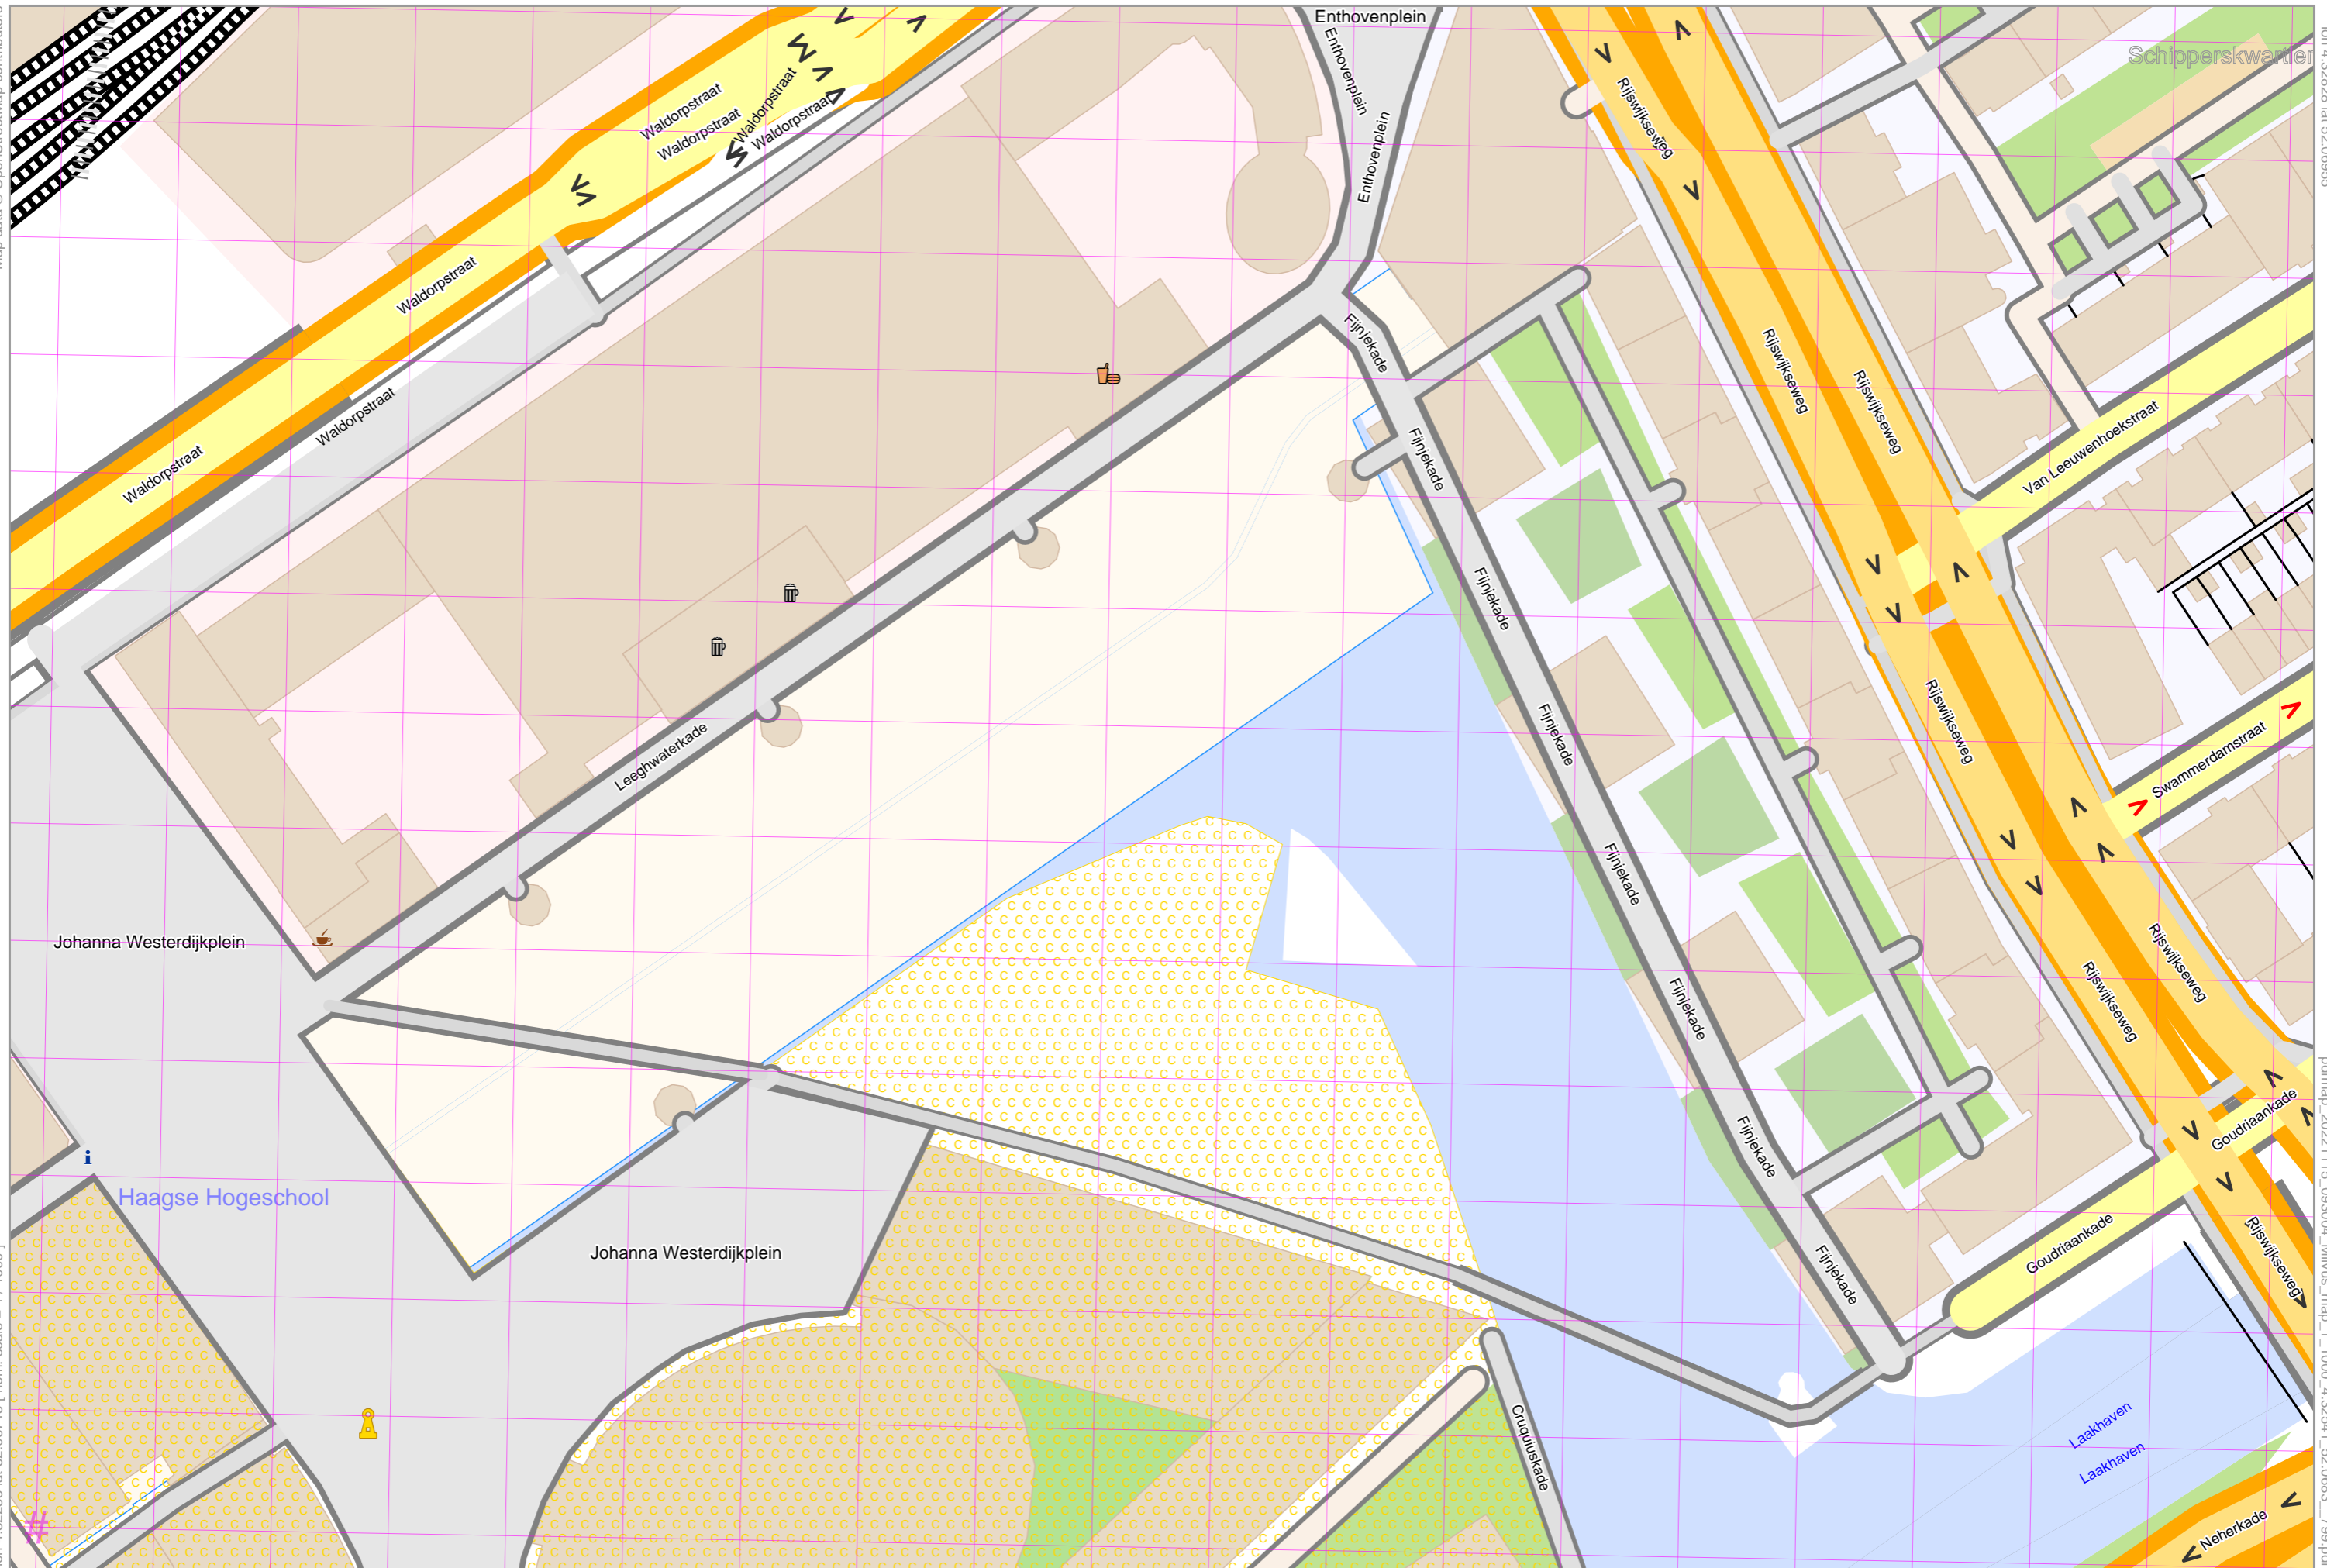 Enthovenplein
Enthovenplein
Enthovenplein
Schipperskwartier
Waldorpstraat
Waldorpstraat
Waldorpstraat
Waldorpstraat
Rijswijkseweg
Waldorpstraat
Waldorpstraat
Waldorpstraat
Fijnjekade
Rijswijkseweg
Rijswijkseweg
Van Leeuwenhoekstraat
Fijnjekade
Fijnjekade
Leeghwaterkade
Fijnjekade
Rijswijkseweg
Swammerdamstraat
Fijnjekade
Johanna Westerdijkplein
Rijswijkseweg
Rijswijkseweg
Fijnjekade
Fijnjekade
Goudriaankade
Haagse Hogeschool
Johanna Westerdijkplein
Goudriaankade
Fijnjekade
Rijswijkseweg
Cruquiuskade
Laakhaven
Laakhaven
Neherkade
#